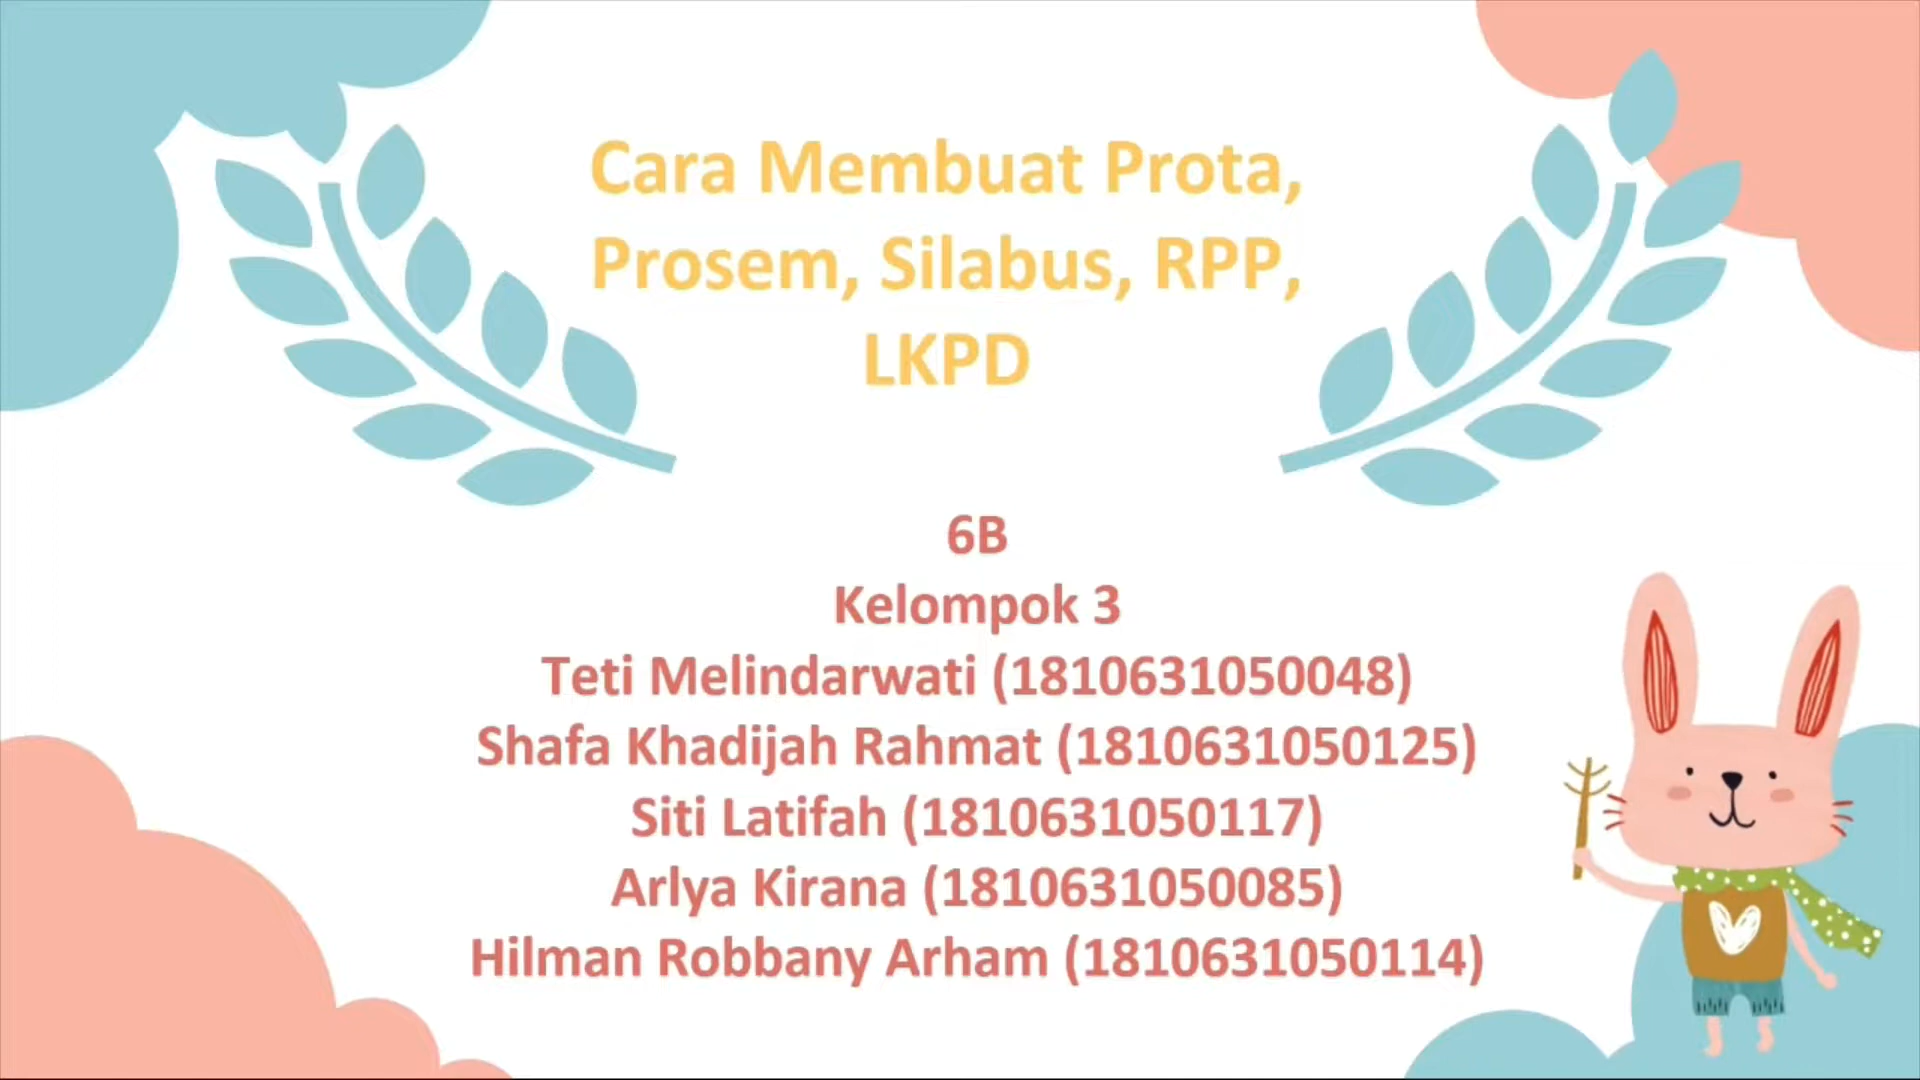 Cara Membuat Prota,
Prosem, Silabus, RPP,
LKPD
6B
Kelompok 3
Teti Melindarwati (1810631050048)
Shafa Khadijah Rahmat (1810631050125)
Siti Latifah (1810631050117)
Arlya Kirana (1810631050085)
Hilman Robbany Arham (1810631050114)